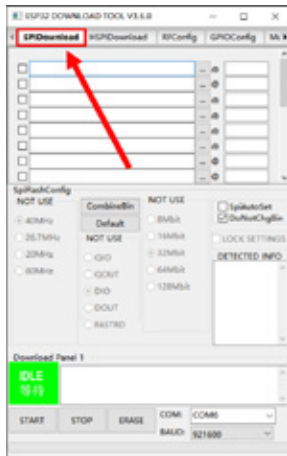 ESP32 DOWNLOAD TOOL V3.6.8
SPIDownload HSPIDownload RFConfig GPIOConfig Mu
... @
... @
... @
... @
... @
... @
... @
SpiFlashConfig
NOT USE
40MHz
26.7MHz
20MHz
80MHz
CombineBin
Default
NOT USE
QIO
QOUT
DIO
DOUT
FASTRD
NOT USE
8Mbit
16Mbit
32Mbit
64Mbit
128Mbit
SpiAutoSet
DoNotChgBin
LOCK SETTINGS
DETECTED INFO
Download Panel 1
IDLE
等待
START STOP ERASE
COM: COM6
BAUD: 921600